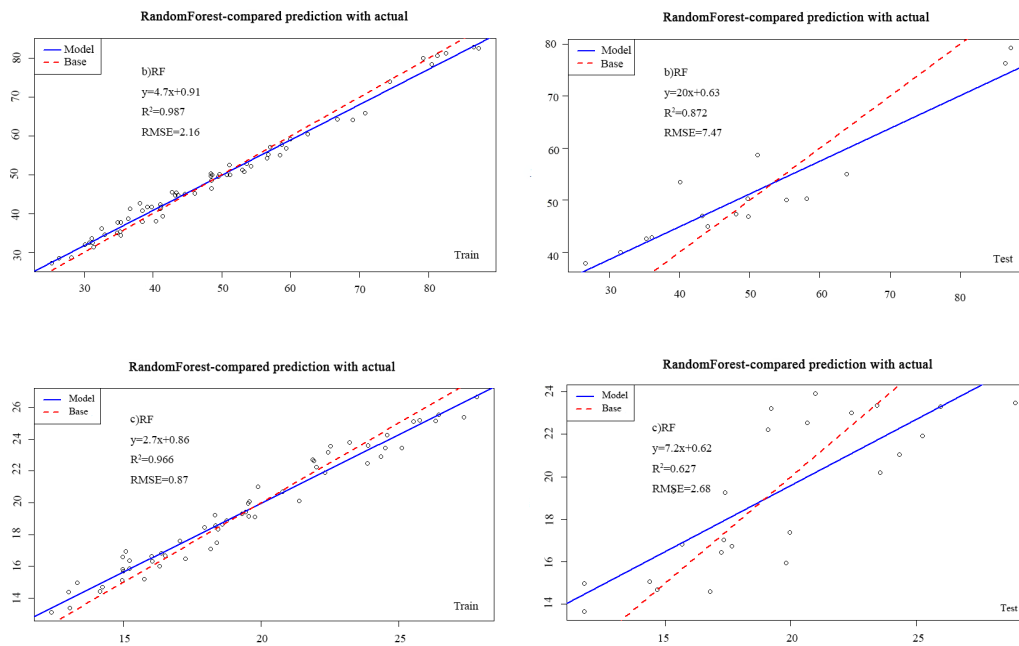 RandomForest-compared prediction with actual
Model
Base
b)RF
y=4.7x+0.91
R²=0.987
RMSE=2.16
Train
80
70
60
50
40
30
30 40 50 60 70 80
RandomForest-compared prediction with actual
Model
Base
b)RF
y=20x+0.63
R²=0.872
RMSE=7.47
Test
80
70
60
50
40
30 40 50 60 70 80
RandomForest-compared prediction with actual
Model
Base
c)RF
y=2.7x+0.86
R²=0.966
RMSE=0.87
Train
26
24
22
20
18
16
14
15 20 25
RandomForest-compared prediction with actual
Model
Base
c)RF
y=7.2x+0.62
R²=0.627
RMSE=2.68
Test
24
22
20
18
16
14
15 20 25